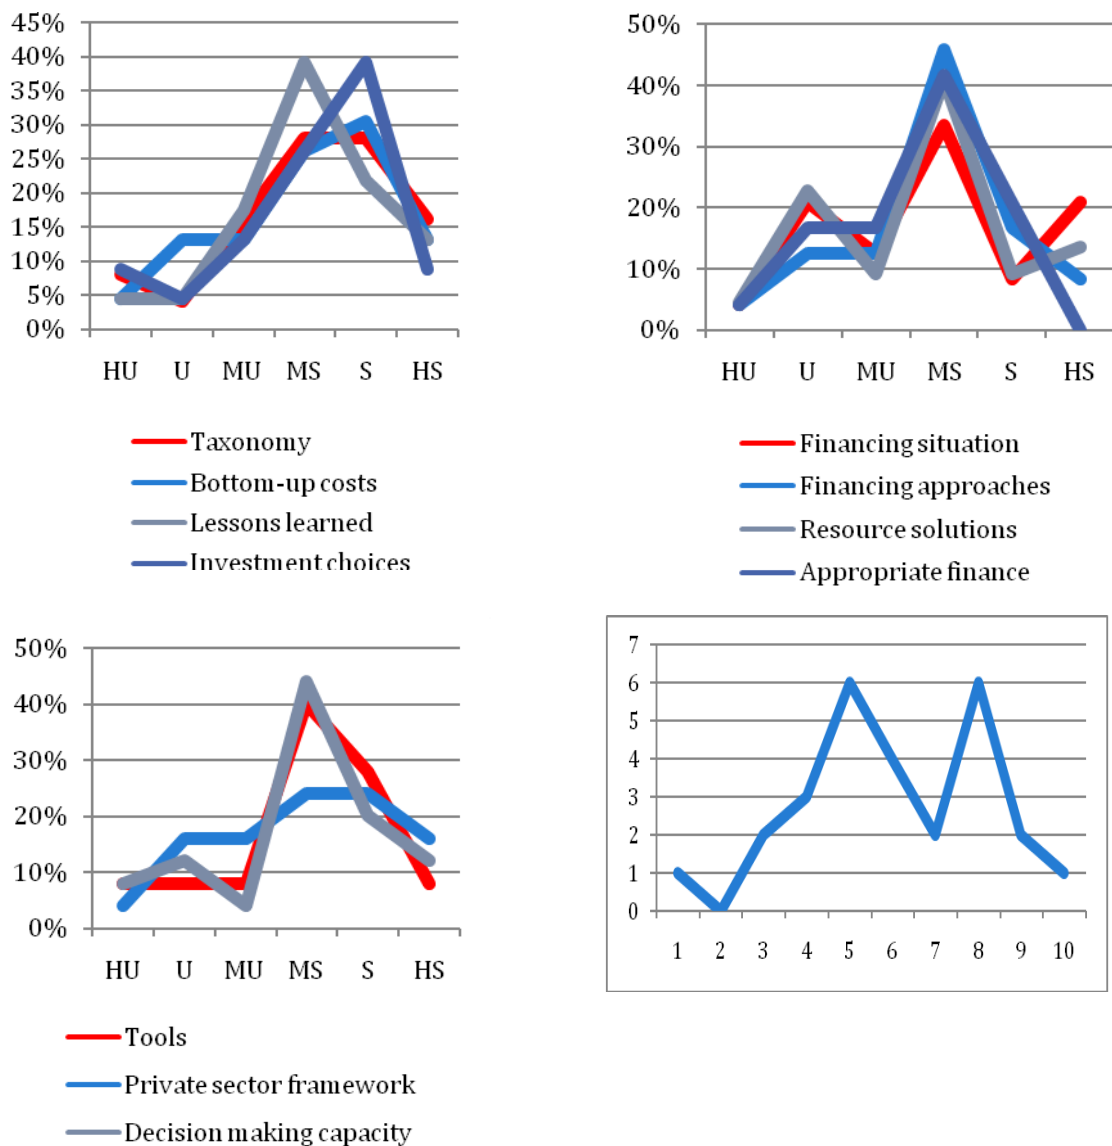 45%
40%
35%
30%
25%
20%
15%
10%
5%
0%
HU U MU MS S HS
Taxonomy
Bottom-up costs
Lessons learned
Investment choices
50%
40%
30%
20%
10%
0%
HU U MU MS S HS
Financing situation
Financing approaches
Resource solutions
Appropriate finance
50%
40%
30%
20%
10%
0%
HU U MU MS S HS
Tools
Private sector framework
Decision making capacity
7
6
5
4
3
2
1
0
1 2 3 4 5 6 7 8 9 10